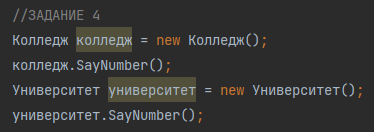 //ЗАДАНИЕ 4
Колледж колледж = new Колледж();
колледж.SayNumber();
Университет университет = new Университет();
университет.SayNumber();